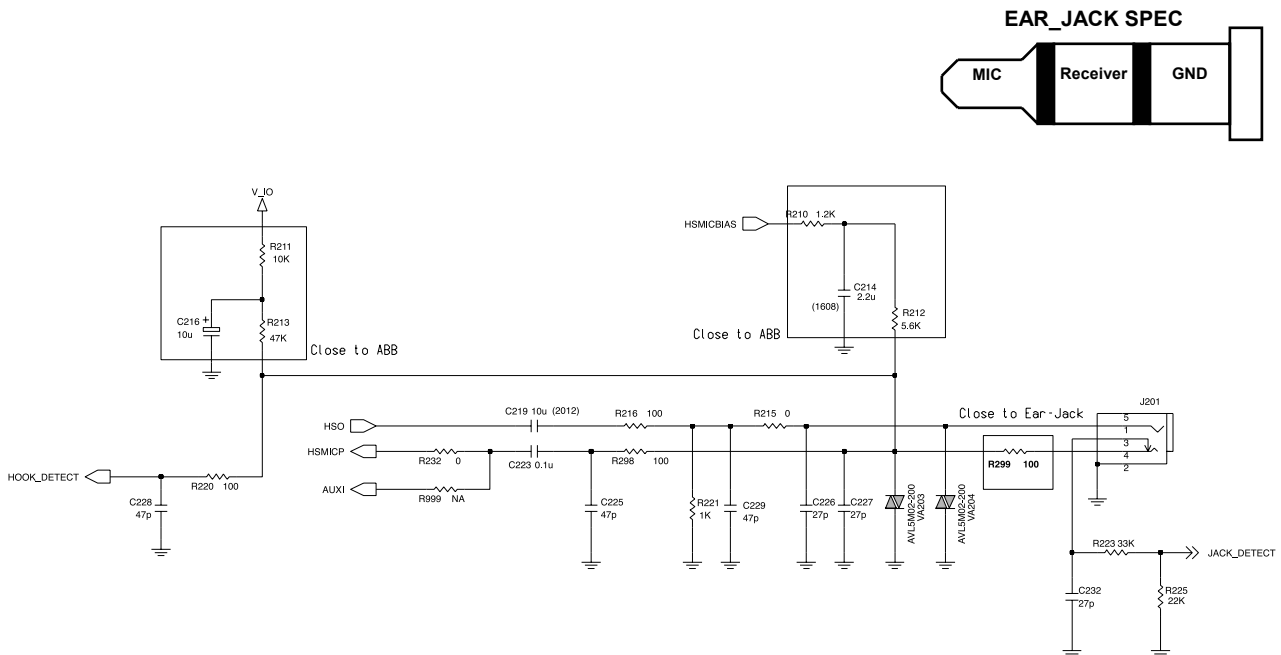 EAR_JACK SPEC
MIC
Receiver
GND
V_IO
R211
10K
C216
+
10u
R213
47K
Close to ABB
HSMICBIAS
R210 1.2K
C214
2.2u
(1608)
R212
5.6K
Close to ABB
HSO
C219 10u (2012)
R216 100
R215 0
Close to Ear-Jack
J201
5
1
3
4
2
HSMICP
R232 0
C223 0.1u
R298 100
R299 100
AUXI
R999 NA
HOOK_DETECT
R220 100
C228
47p
C225
47p
R221
1K
C229
47p
C226
27p
C227
27p
AVL5M02-200
VA203
AVL5M02-200
VA204
R223 33K
JACK_DETECT
C232
27p
R225
22K